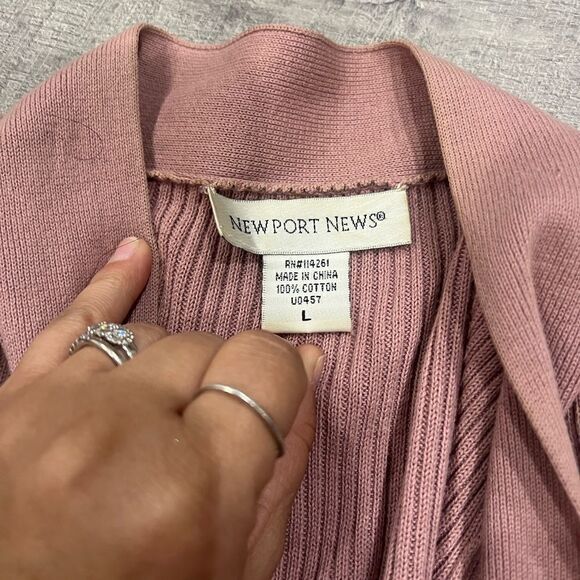 NEWPORT NEWS®
RN#114261
MADE IN CHINA
100% COTTON
U0457
L